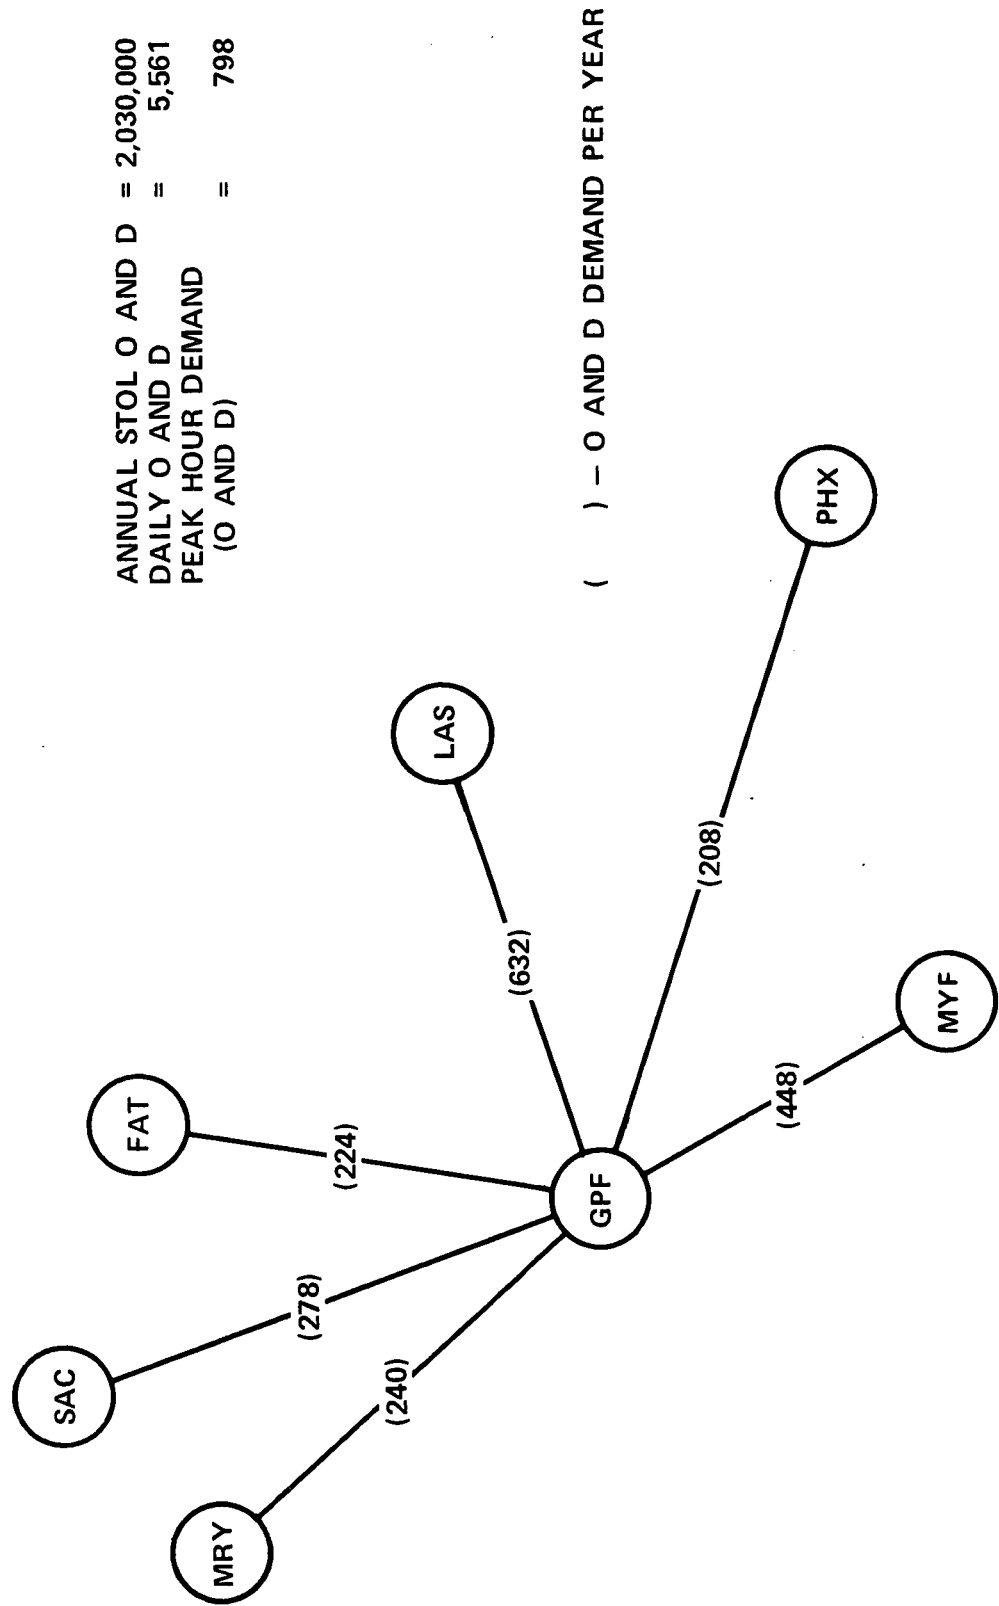 ANNUAL STOL O AND D = 2,030,000
DAILY O AND D = 5,561
PEAK HOUR DEMAND
(O AND D) = 798
( ) – O AND D DEMAND PER YEAR
SAC
FAT
MRY
LAS
GPF
PHX
MYF
(278)
(224)
(240)
(632)
(208)
(448)